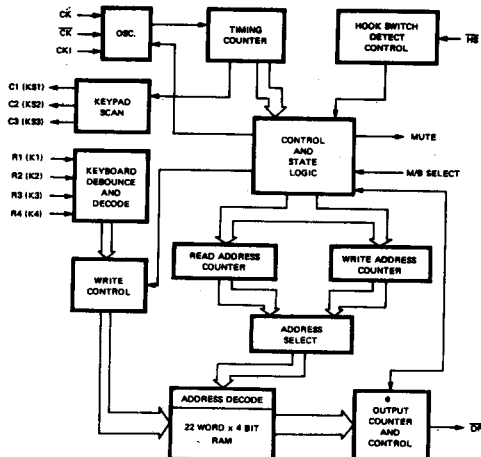 CK
CK
CKI
OSC.
TIMING
COUNTER
HOOK SWITCH
DETECT
CONTROL
HS
C1 (KS1)
C2 (KS2)
C3 (KS3)
KEYPAD
SCAN
CONTROL
AND
STATE
LOGIC
MUTE
M/B SELECT
R1 (K1)
R2 (K2)
R3 (K3)
R4 (K4)
KEYBOARD
DEBOUNCE
AND
DECODE
READ ADDRESS
COUNTER
WRITE ADDRESS
COUNTER
WRITE
CONTROL
ADDRESS
SELECT
ADDRESS DECODE
22 WORD x 4 BIT
RAM
OUTPUT
COUNTER
AND
CONTROL